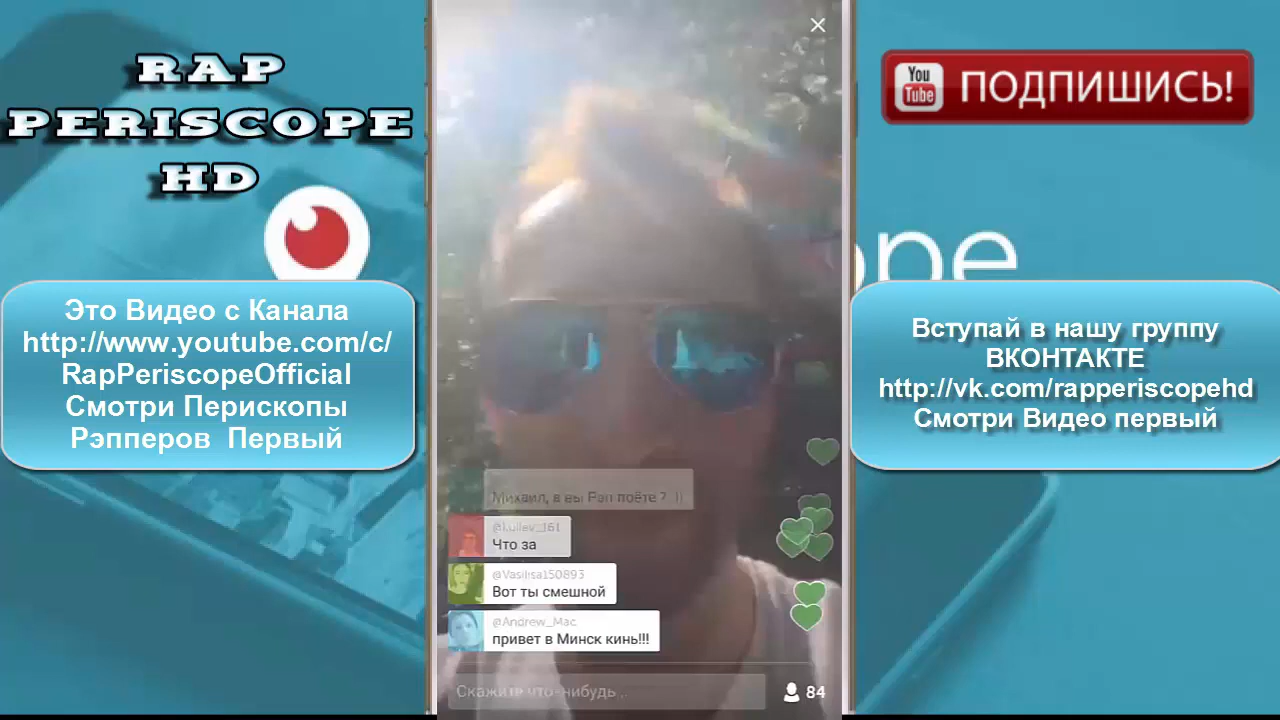 RAP
PERISCOPE
HD
Это Видео с Канала
http://www.youtube.com/c/
RapPeriscopeOfficial
Смотри Перископы
Рэпперов Первый
Михаил, а вы Рэп поёте ? :))
Что за
@Vasilisa150893
Вот ты смешной
@Andrew_Mac
привет в Минск кинь!!!
Скажите что-нибудь...
84
You
Tube
ПОДПИШИСЬ!
ope
Вступай в нашу группу
ВКОНТАКТЕ
http://vk.com/rapperiscopehd
Смотри Видео первый